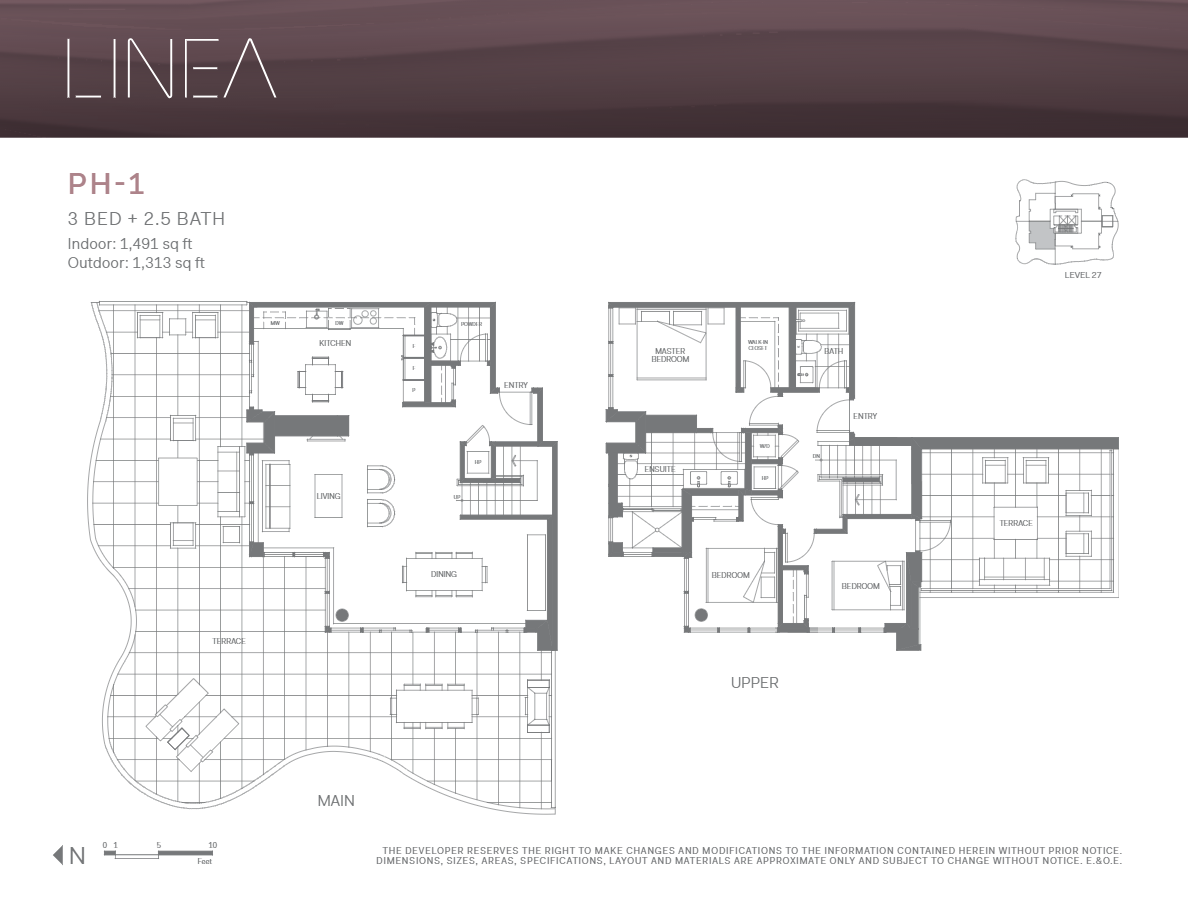 LINEA
PH-1
3 BED + 2.5 BATH
Indoor: 1,491 sq ft
Outdoor: 1,313 sq ft
LEVEL 27
MW
DW
POWDER
KITCHEN
F
F
P
ENTRY
UP
LIVING
UP
DINING
TERRACE
MAIN
MASTER
BEDROOM
WALK-IN
CLOSET
BATH
ENTRY
W/D
DN
ENSUITE
UP
TERRACE
BEDROOM
BEDROOM
UPPER
N
0 1 5 10
Feet
THE DEVELOPER RESERVES THE RIGHT TO MAKE CHANGES AND MODIFICATIONS TO THE INFORMATION CONTAINED HEREIN WITHOUT PRIOR NOTICE.
DIMENSIONS, SIZES, AREAS, SPECIFICATIONS, LAYOUT AND MATERIALS ARE APPROXIMATE ONLY AND SUBJECT TO CHANGE WITHOUT NOTICE. E.&O.E.